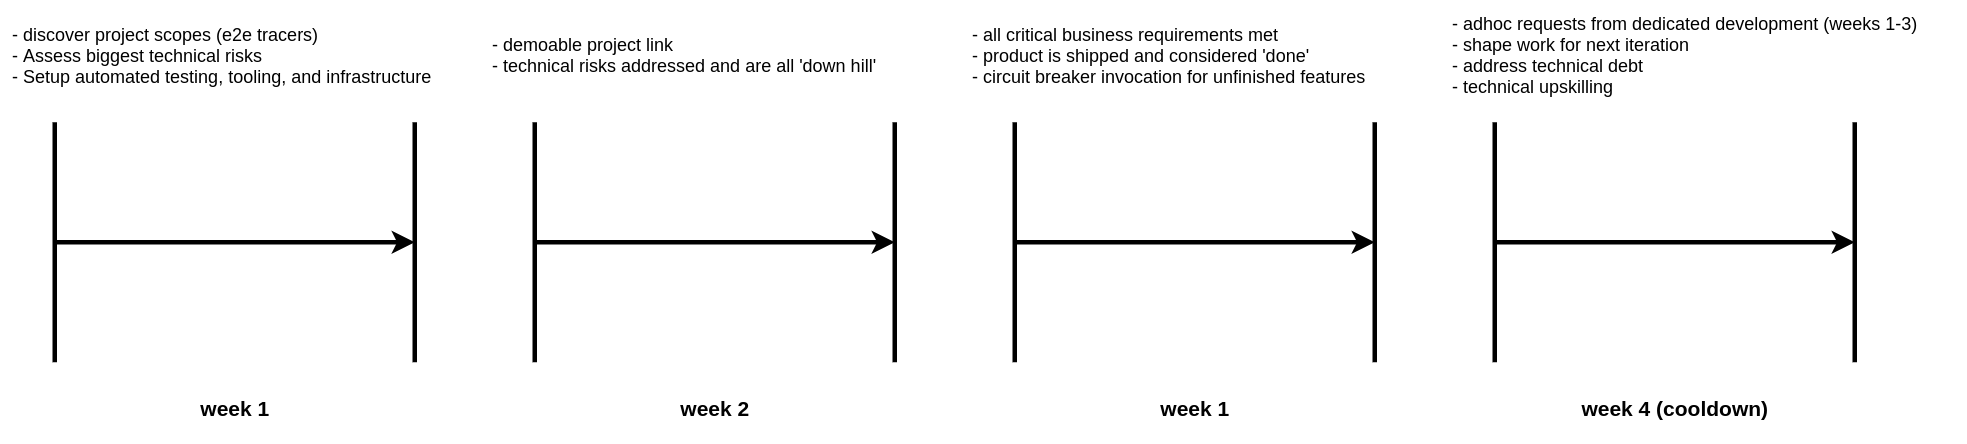 - discover project scopes (e2e tracers)
- Assess biggest technical risks
- Setup automated testing, tooling, and infrastructure
- demoable project link
- technical risks addressed and are all 'down hill'
- all critical business requirements met
- product is shipped and considered 'done'
- circuit breaker invocation for unfinished features
- adhoc requests from dedicated development (weeks 1-3)
- shape work for next iteration
- address technical debt
- technical upskilling
week 1
week 2
week 1
week 4 (cooldown)